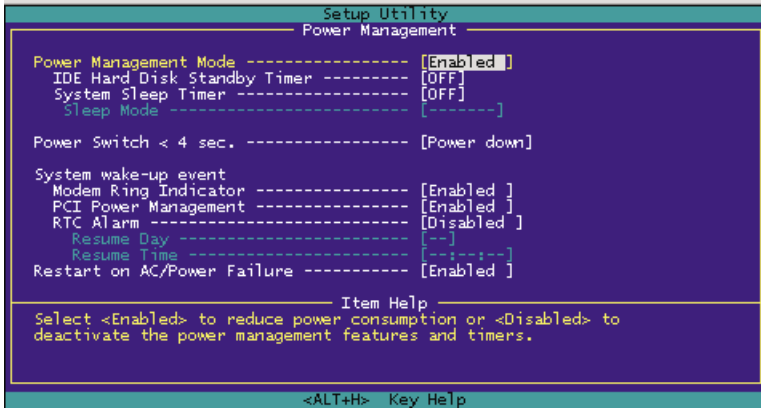 Setup Utility
Power Management
Power Management Mode ----------------- [Enabled ]
IDE Hard Disk Standby Timer --------- [OFF]
System Sleep Timer ---------------- [OFF]
Sleep Mode ---------------------------- [-------]
Power Switch < 4 sec. ----------------- [Power down]
System wake-up event
Modem Ring Indicator ---------------- [Enabled ]
PCI Power Management ---------------- [Enabled ]
RTC Alarm --------------------------- [Disabled ]
Resume Day ------------------------ [--]
Resume Time ----------------------- [--:--:--]
Restart on AC/Power Failure ----------- [Enabled ]
Item Help
Select <Enabled> to reduce power consumption or <Disabled> to
deactivate the power management features and timers.
<ALT+H> Key Help